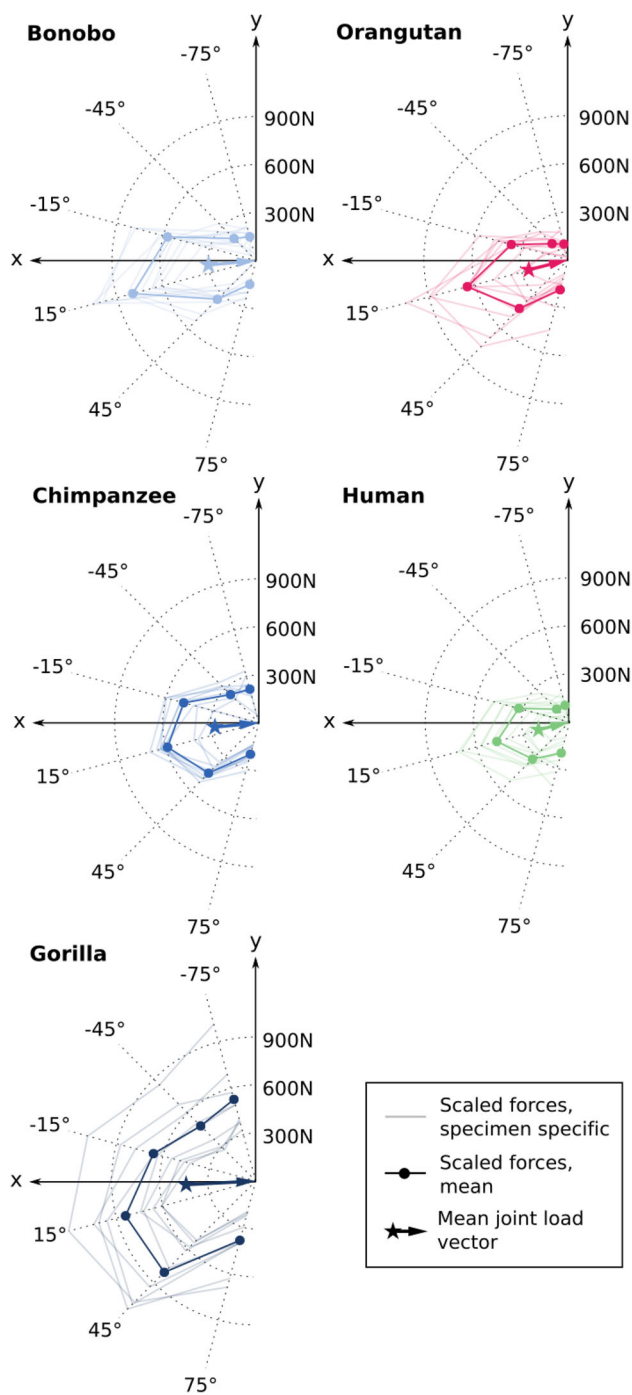 Bonobo
y
-75°
-45°
900N
600N
300N
-15°
x
15°
45°
75°
Orangutan
y
-75°
-45°
900N
600N
300N
-15°
x
15°
45°
75°
Chimpanzee
y
-75°
-45°
900N
600N
300N
-15°
x
15°
45°
75°
Human
y
-75°
-45°
900N
600N
300N
-15°
x
15°
45°
75°
Gorilla
y
-75°
-45°
900N
600N
300N
-15°
x
15°
45°
75°
Scaled forces,
specimen specific
Scaled forces,
mean
Mean joint load
vector